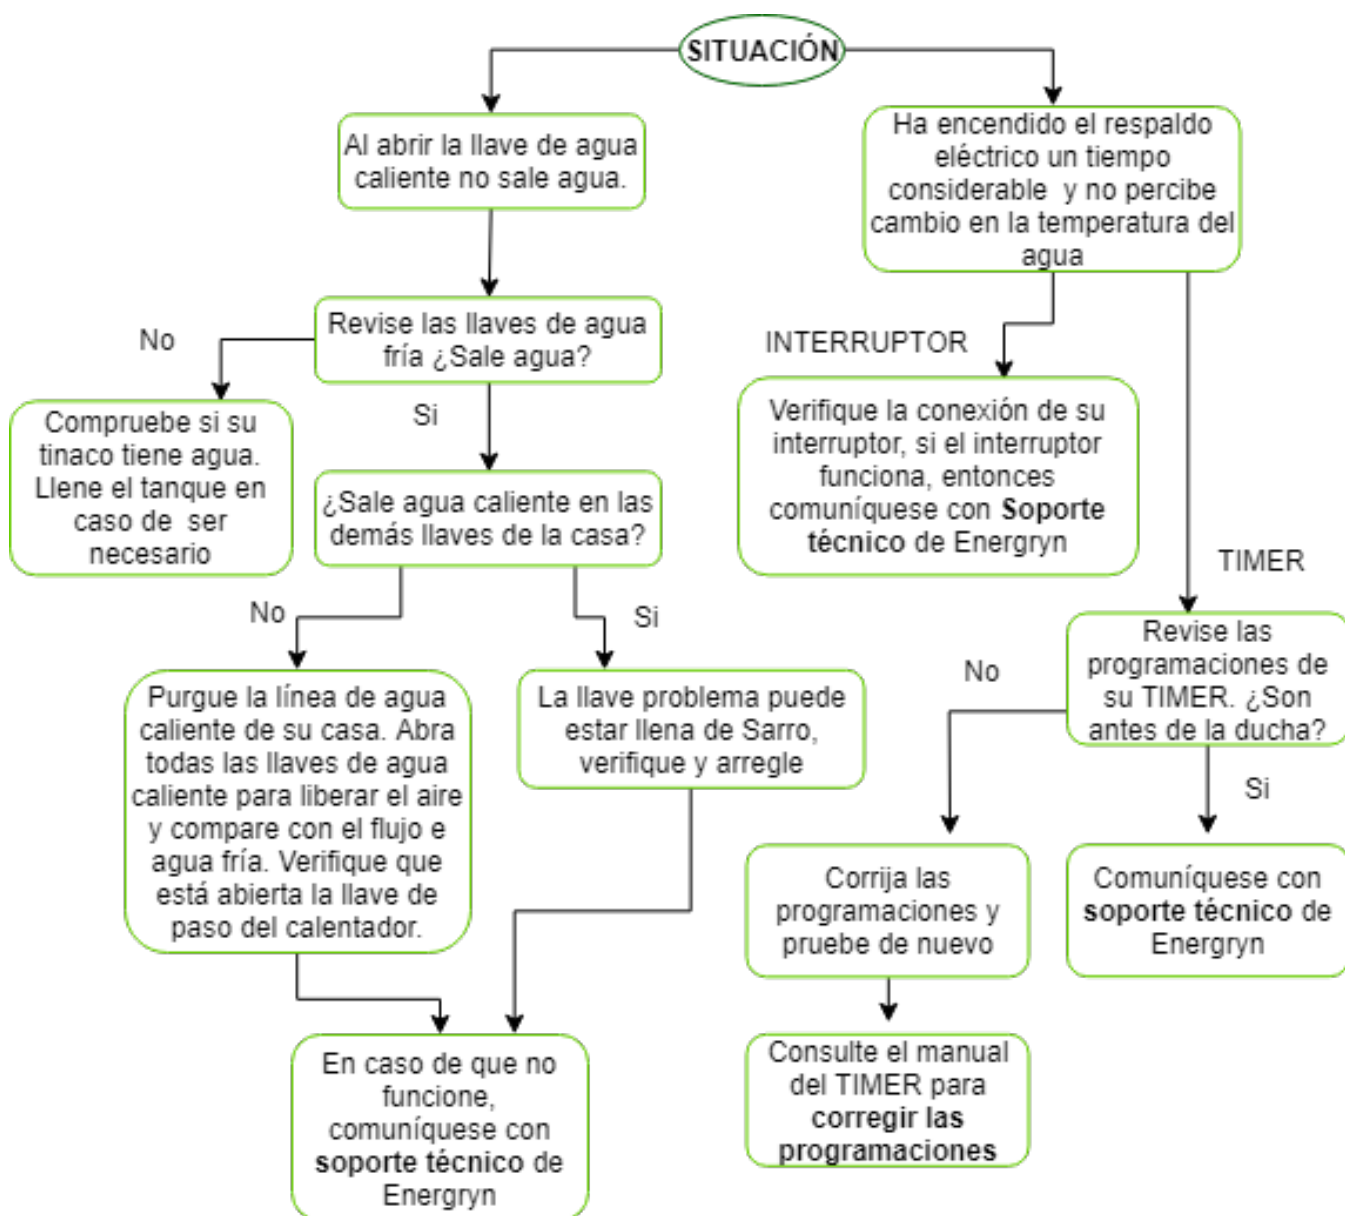 SITUACIÓN
Al abrir la llave de agua
caliente no sale agua.
Ha encendido el respaldo
eléctrico un tiempo
considerable y no percibe
cambio en la temperatura del
agua
No
Revise las llaves de agua
fría ¿Sale agua?
INTERRUPTOR
Compruebe si su
tinaco tiene agua.
Llene el tanque en
caso de ser
necesario
Si
Verifique la conexión de su
interruptor, si el interruptor
funciona, entonces
comuníquese con Soporte
técnico de Energryn
¿Sale agua caliente en las
demás llaves de la casa?
TIMER
No
Si
Revise las
programaciones de
su TIMER. ¿Son
antes de la ducha?
No
Si
Purgue la línea de agua
caliente de su casa. Abra
todas las llaves de agua
caliente para liberar el aire
y compare con el flujo e
agua fría. Verifique que
está abierta la llave de
paso del calentador.
La llave problema puede
estar llena de Sarro,
verifique y arregle
Corrija las
programaciones y
pruebe de nuevo
Comuníquese con
soporte técnico de
Energryn
En caso de que no
funcione,
comuníquese con
soporte técnico de
Energryn
Consulte el manual
del TIMER para
corregir las
programaciones